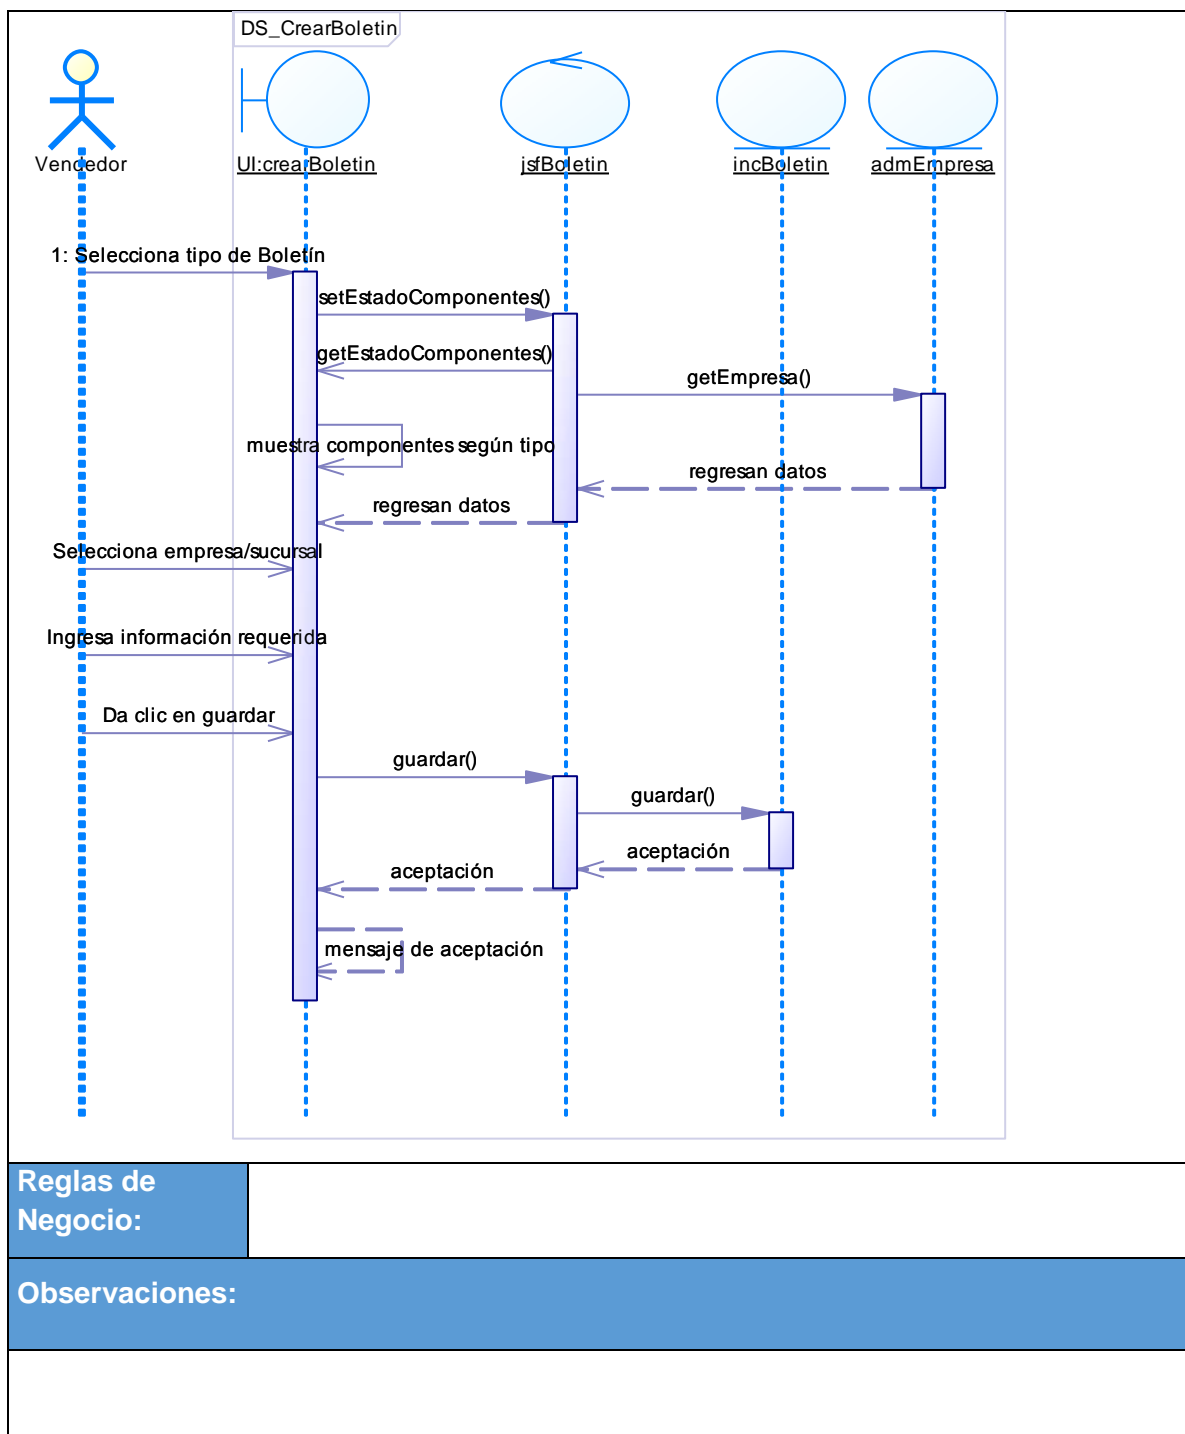 DS_CrearBoletin
Vendedor
UI:crearBoletin
jsfBoletin
incBoletin
admEmpresa
1: Selecciona tipo de Boletín
setEstadoComponentes()
getEstadoComponentes()
getEmpresa()
muestra componentes según tipo
regresan datos
regresan datos
Selecciona empresa/sucursal
Ingresa información requerida
Da clic en guardar
guardar()
guardar()
aceptación
aceptación
mensaje de aceptación
Reglas de
Negocio:
Observaciones: